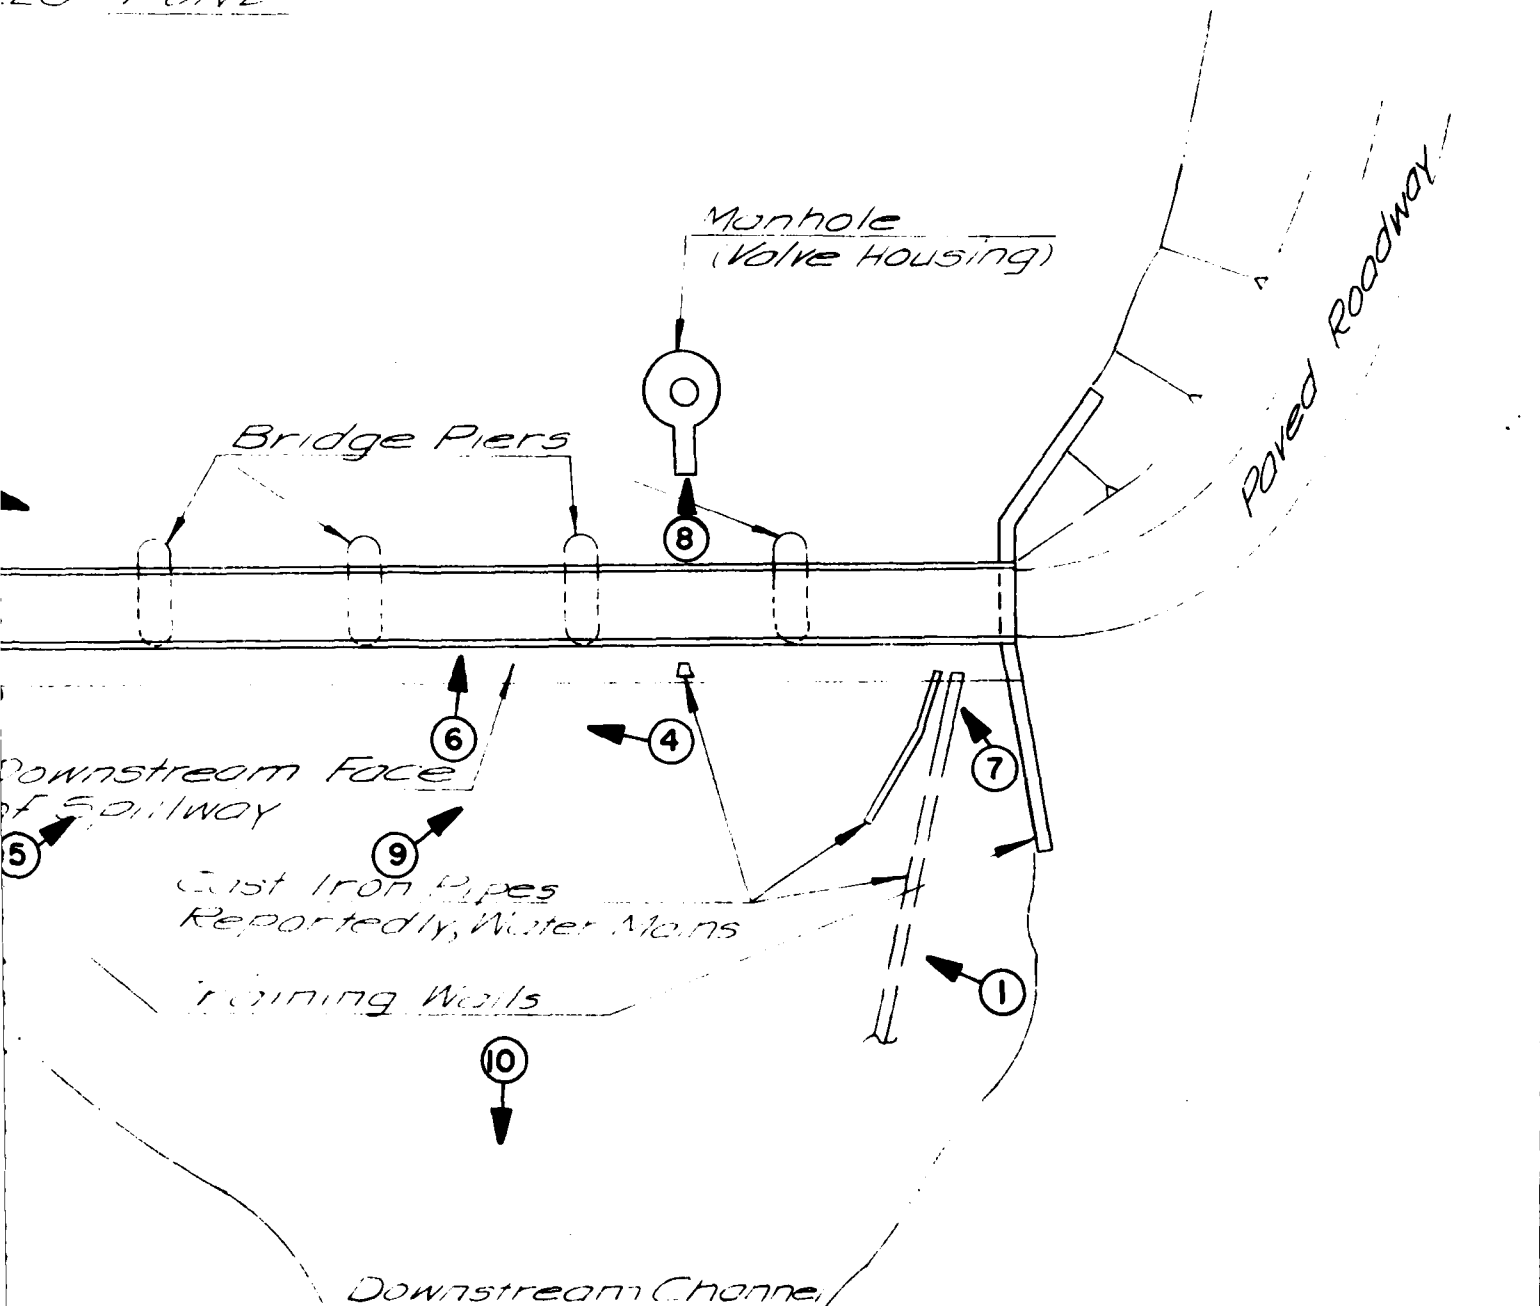 Manhole
(Valve Housing)
Paved Roadway
Bridge Piers
8
6
4
7
Downstream Face
of Spillway
5
9
Cast Iron Pipes
Reportedly, Water Mains
Training Walls
1
10
Downstream Channel